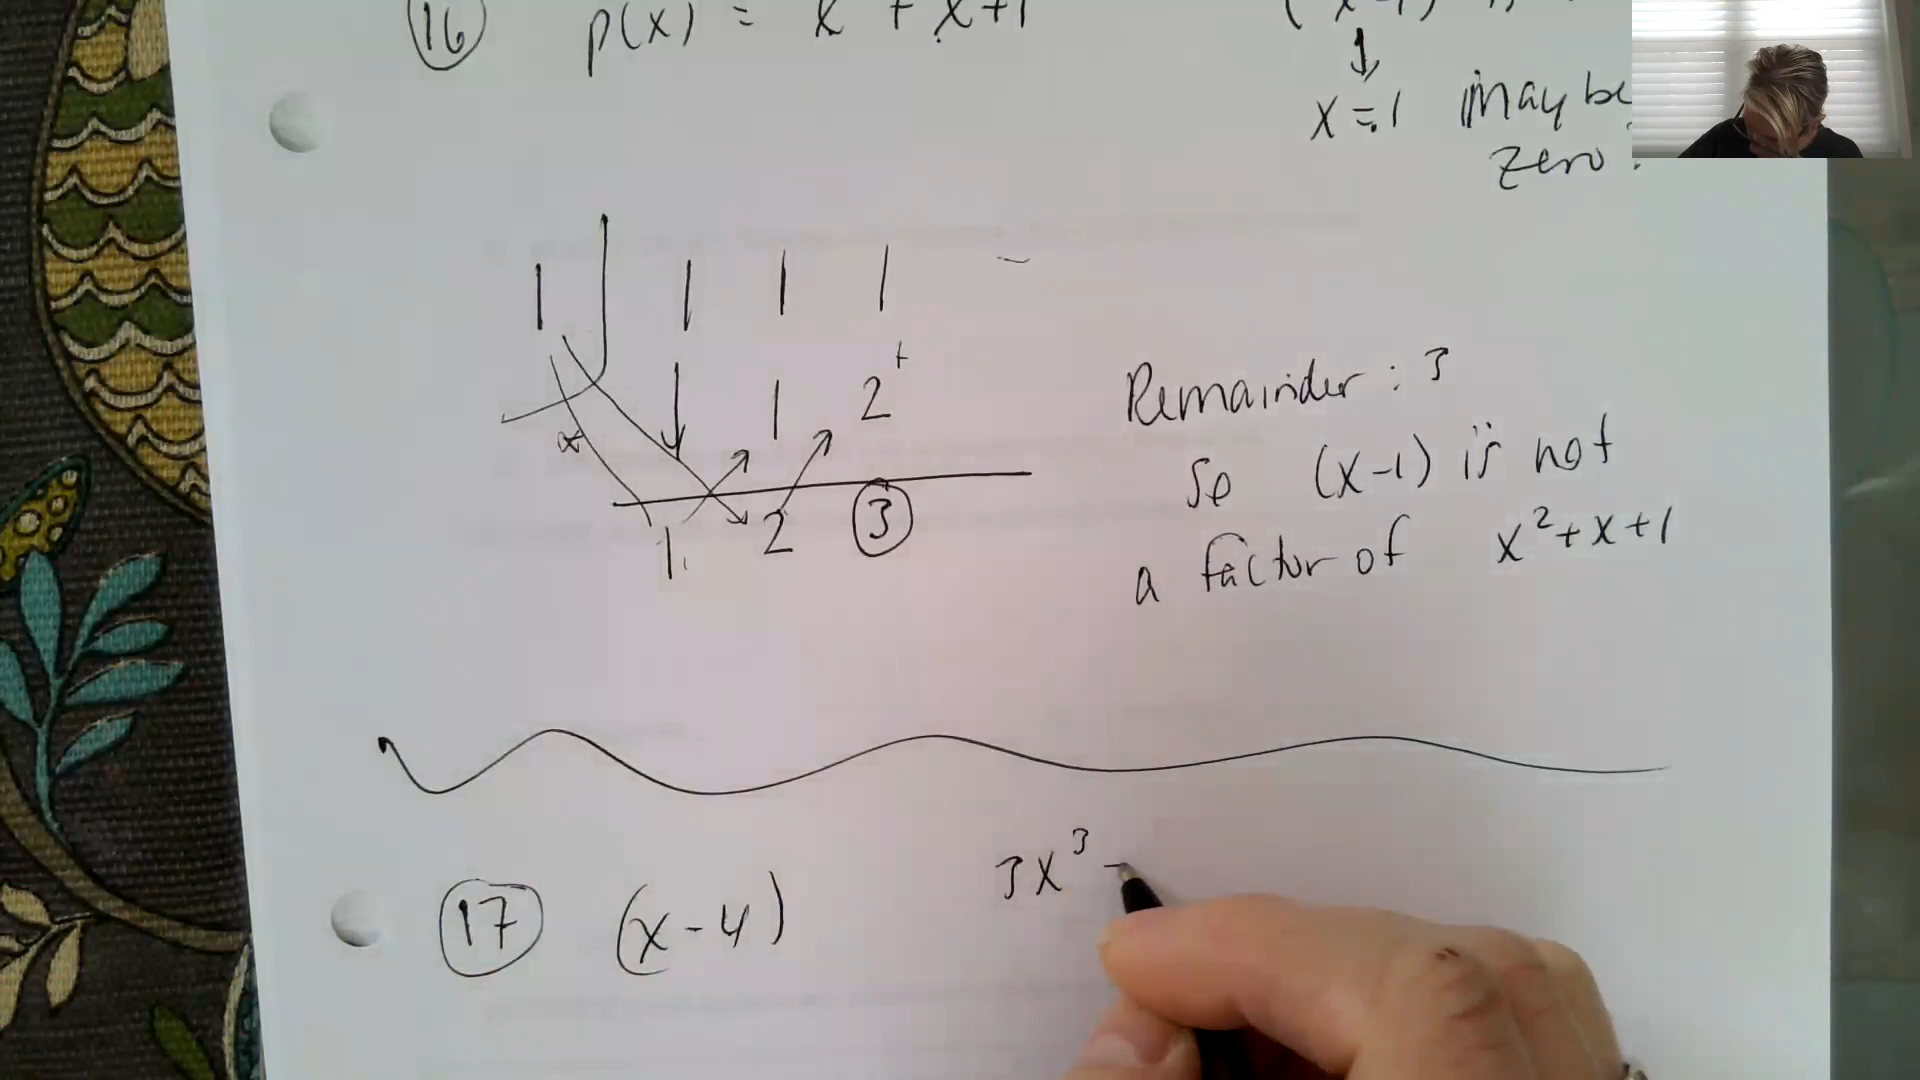 16 p(x) = x + x+1
x = 1 may be
zero?
1 1 1 1
1 2 +
x
1 2 3
Remainder: 3
So (x-1) is not
a factor of x² + x + 1
17 (x-4) 3x³ -